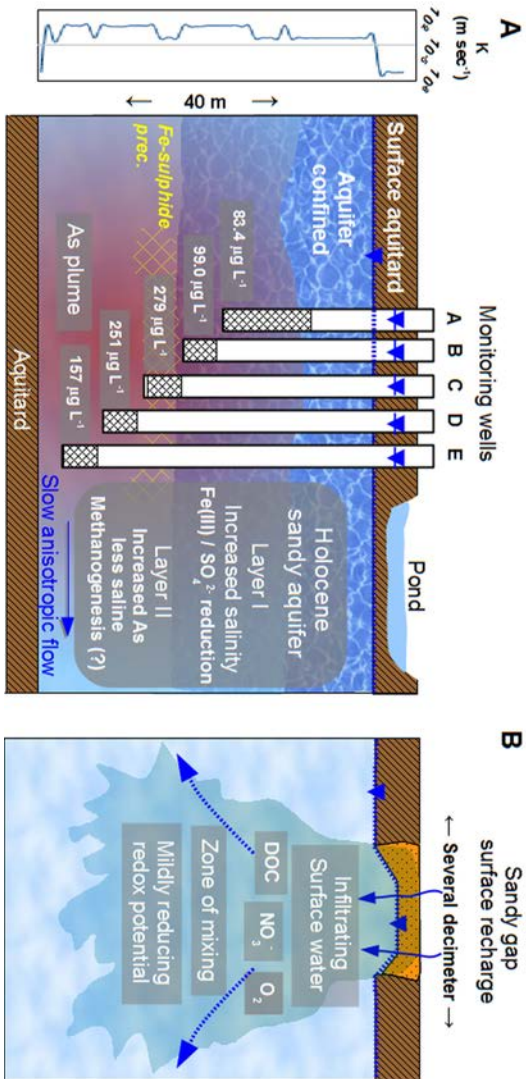 A
K
(m sec⁻¹)
← 40 m →
Surface aquitard
Aquifer
confined
Fe-sulphide
prec.
As plume
Aquitard
Monitoring wells
A
B
C
D
E
83.4 µg L⁻¹
99.0 µg L⁻¹
279 µg L⁻¹
251 µg L⁻¹
157 µg L⁻¹
Pond
Holocene
sandy aquifer
Layer I
Increased salinity
Fe(III) / SO₄²⁻ reduction
Layer II
Increased As
less saline
Methanogenesis (?)
Slow anisotropic flow
B
Sandy gap
surface recharge
← Several decimeter →
Infiltrating
Surface water
DOC
NO₃⁻
O₂
Zone of mixing
Mildly reducing
redox potential